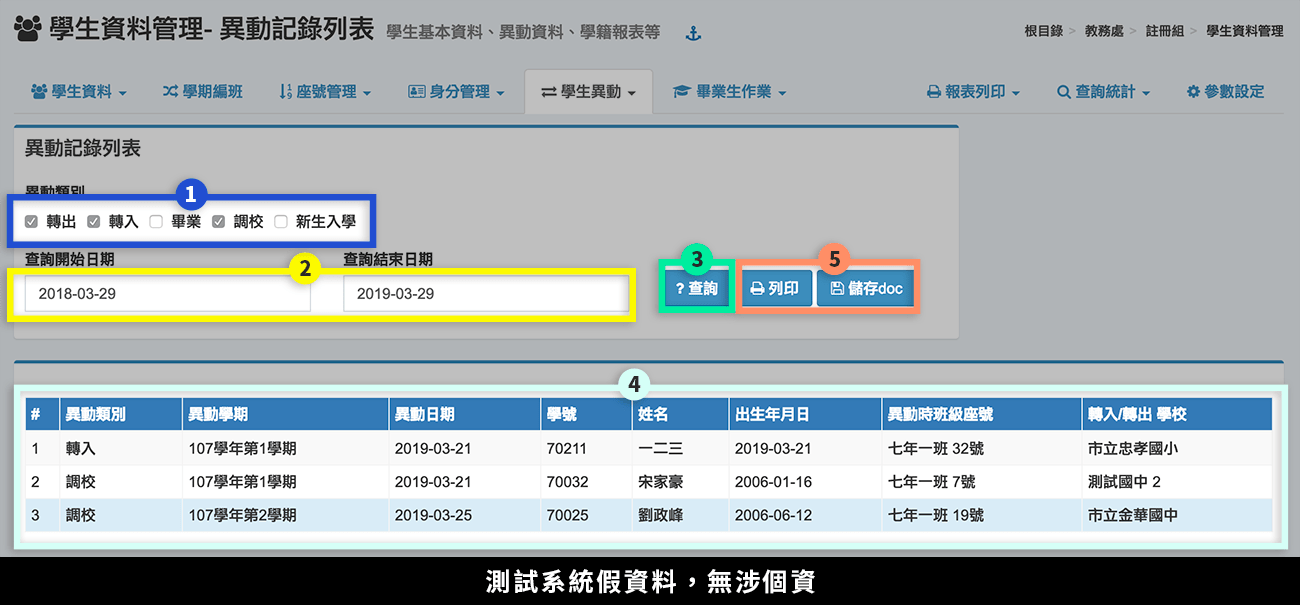 學生資料管理- 異動記錄列表 學生基本資料、異動資料、學籍報表等
根目錄 > 教務處 > 註冊組 > 學生資料管理
學生資料 學期編班 座號管理 身分管理 學生異動 畢業生作業 報表列印 查詢統計 參數設定
異動記錄列表
異動類別
1
轉出 轉入 畢業 調校 新生入學
查詢開始日期 2 查詢結束日期
2018-03-29 2019-03-29
3 5
? 查詢 列印 儲存doc
4
# 異動類別 異動學期 異動日期 學號 姓名 出生年月日 異動時班級座號 轉入/轉出 學校
1 轉入 107學年第1學期 2019-03-21 70211 一二三 2019-03-21 七年一班 32號 市立忠孝國小
2 調校 107學年第1學期 2019-03-21 70032 宋家豪 2006-01-16 七年一班 7號 測試國中 2
3 調校 107學年第2學期 2019-03-25 70025 劉政峰 2006-06-12 七年一班 19號 市立金華國中
測試系統假資料，無涉個資